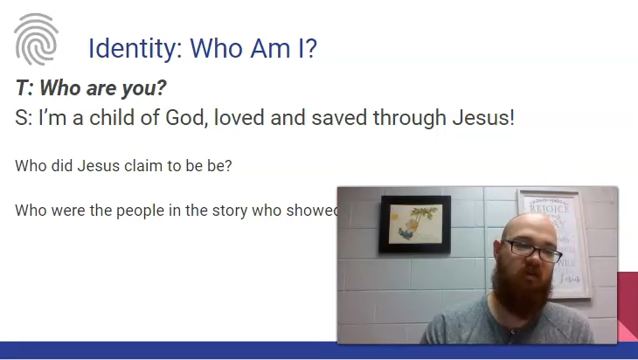 Identity: Who Am I?
T: Who are you?
S: I'm a child of God, loved and saved through Jesus!
Who did Jesus claim to be be?
Who were the people in the story who showed
REJOICE
Jesus